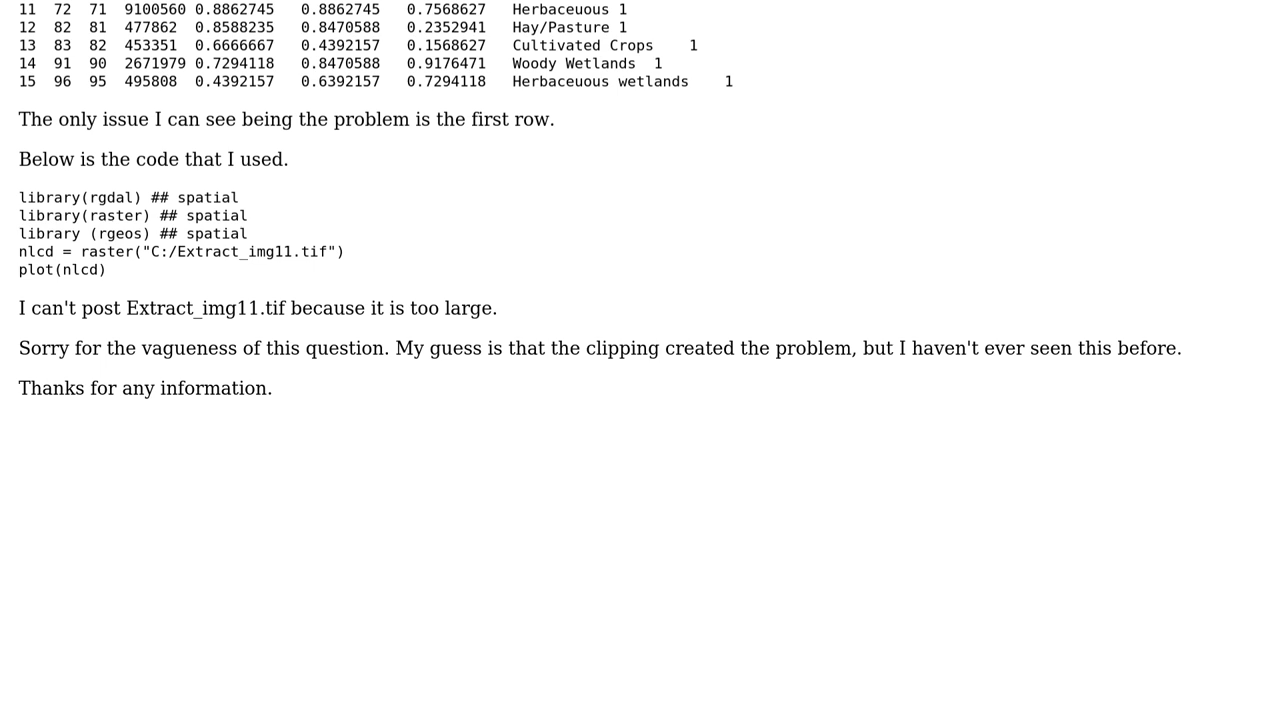 11  72  71  9100560 0.8862745   0.8862745   0.7568627   Herbaceuous 1
12  82  81  477862  0.8588235   0.8470588   0.2352941   Hay/Pasture 1
13  83  82  453351  0.6666667   0.4392157   0.1568627   Cultivated Crops    1
14  91  90  2671979 0.7294118   0.8470588   0.9176471   Woody Wetlands  1
15  96  95  495808  0.4392157   0.6392157   0.7294118   Herbaceuous wetlands    1
The only issue I can see being the problem is the first row.
Below is the code that I used.
library(rgdal) ## spatial
library(raster) ## spatial
library (rgeos) ## spatial
nlcd = raster("C:/Extract_img11.tif")
plot(nlcd)
I can't post Extract_img11.tif because it is too large.
Sorry for the vagueness of this question. My guess is that the clipping created the problem, but I haven't ever seen this before.
Thanks for any information.